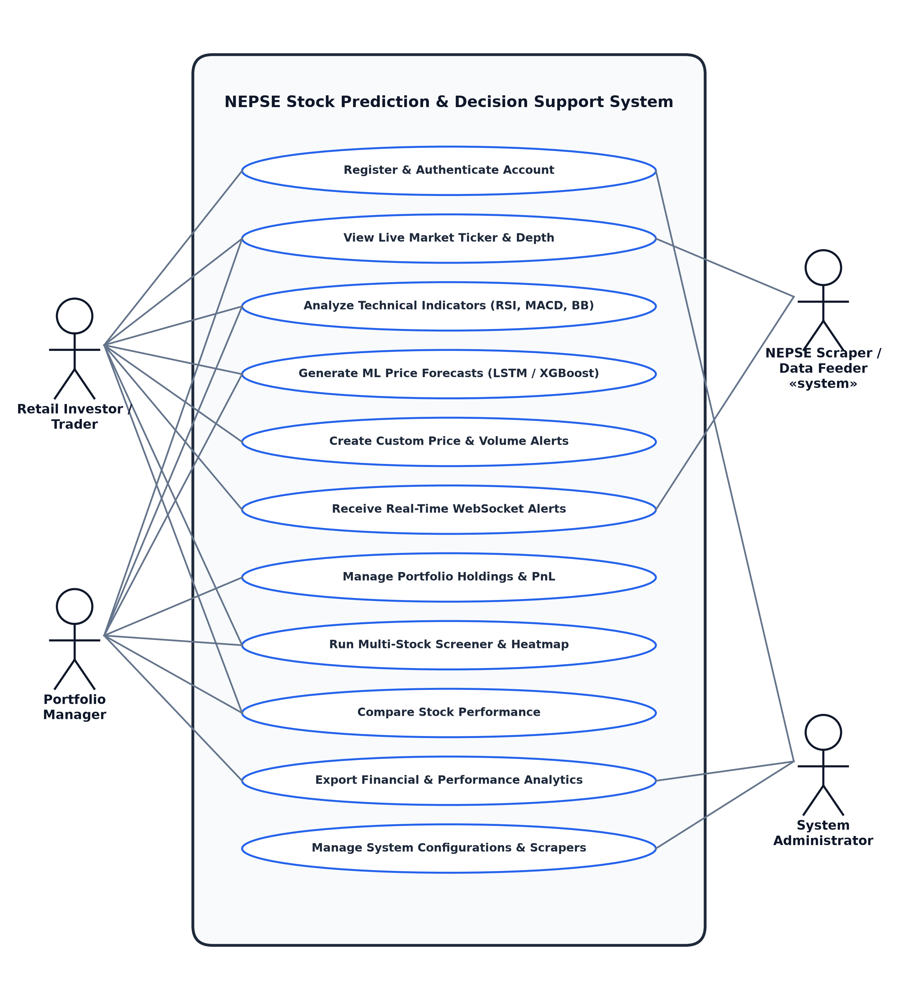 NEPSE Stock Prediction & Decision Support System
Register & Authenticate Account
View Live Market Ticker & Depth
Analyze Technical Indicators (RSI, MACD, BB)
Generate ML Price Forecasts (LSTM / XGBoost)
Create Custom Price & Volume Alerts
Receive Real-Time WebSocket Alerts
Manage Portfolio Holdings & PnL
Run Multi-Stock Screener & Heatmap
Compare Stock Performance
Export Financial & Performance Analytics
Manage System Configurations & Scrapers
Retail Investor /
Trader
Portfolio
Manager
NEPSE Scraper /
Data Feeder
«system»
System
Administrator